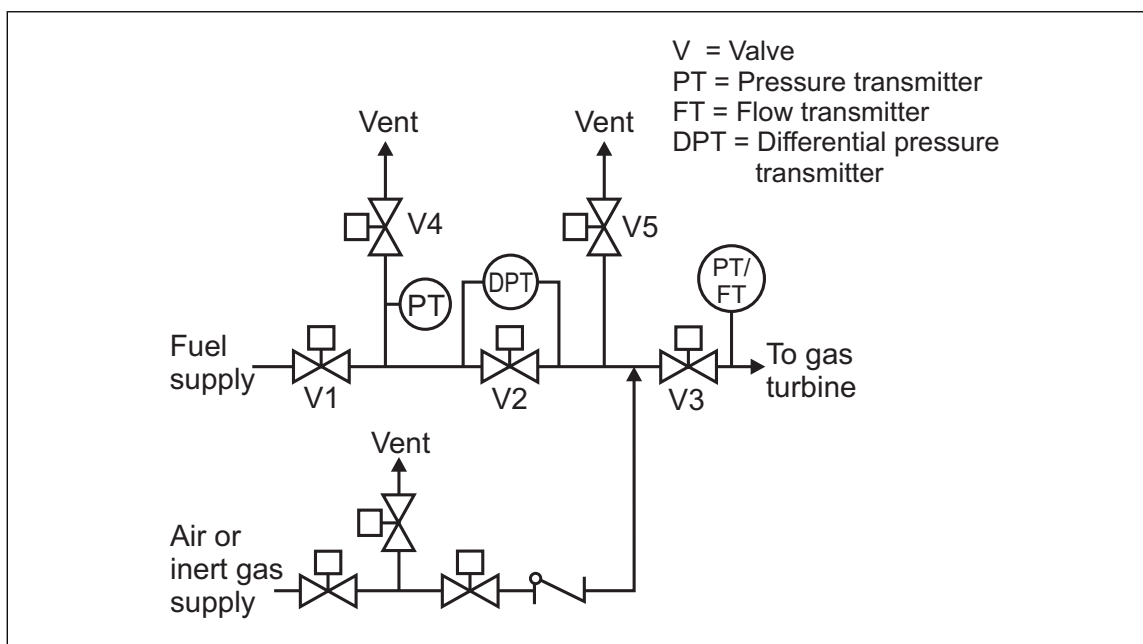 V = Valve
PT = Pressure transmitter
FT = Flow transmitter
DPT = Differential pressure
transmitter
Vent
Vent
V4
V5
DPT
PT/
FT
PT
Fuel
supply
To gas
turbine
V1
V2
V3
Vent
Air or
inert gas
supply